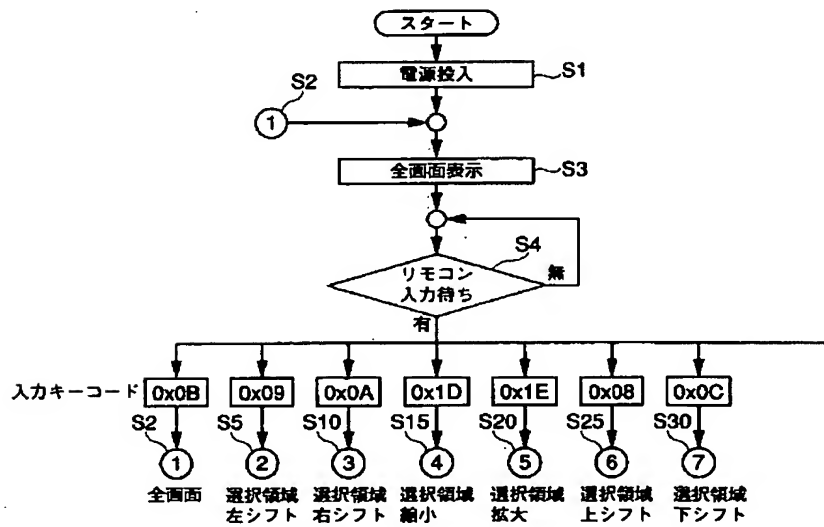 スタート
電源投入
S1
S2
1
全画面表示
S3
S4
リモコン
入力待ち
無
有
入力キーコード
0x0B
0x09
0x0A
0x1D
0x1E
0x08
0x0C
S2
S5
S10
S15
S20
S25
S30
1
2
3
4
5
6
7
全画面
選択領域
左シフト
選択領域
右シフト
選択領域
縮小
選択領域
拡大
選択領域
上シフト
選択領域
下シフト